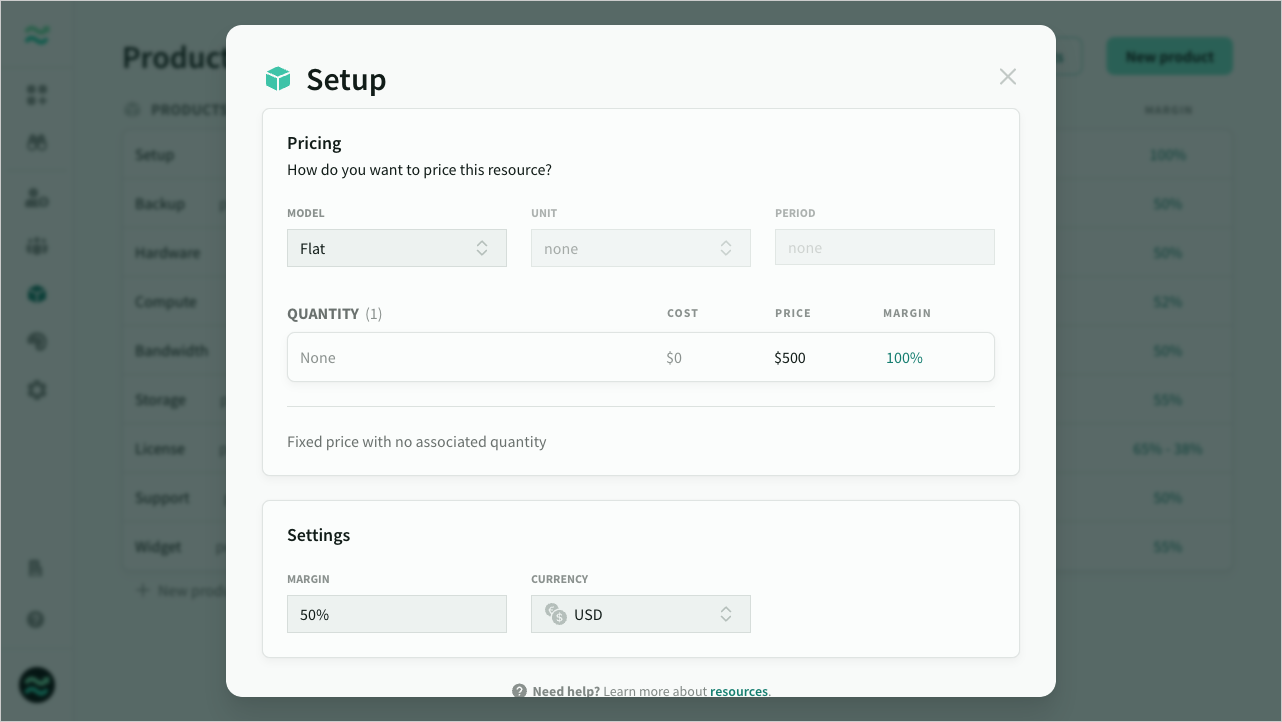 Product
New product
PRODUCTS
MARGIN
Setup
100%
Backup
50%
Hardware
50%
Compute
52%
Bandwidth
50%
Storage
55%
License
65% - 38%
Support
50%
Widget
55%
+ New prod
Setup
Pricing
How do you want to price this resource?
MODEL UNIT PERIOD
Flat none none
QUANTITY (1) COST PRICE MARGIN
None $0 $500 100%
Fixed price with no associated quantity
Settings
MARGIN CURRENCY
50% USD
Need help? Learn more about resources.